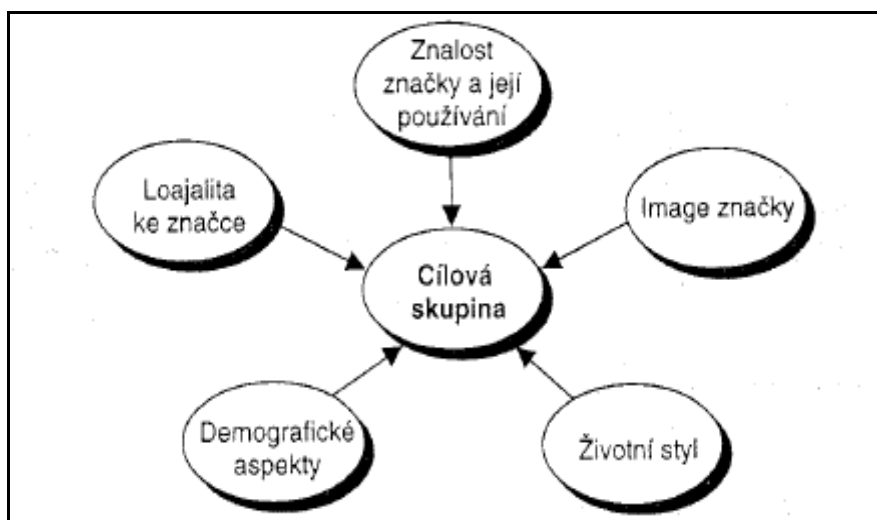 Znalost
značky a její
používání
Loajalita
ke značce
Image značky
Cílová
skupina
Demografické
aspekty
Životní styl